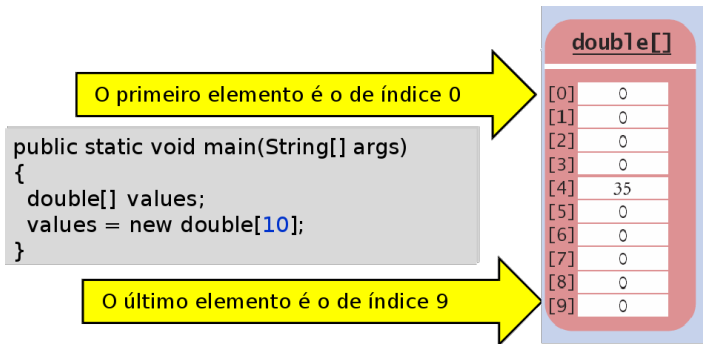 double[]
O primeiro elemento é o de índice 0
public static void main(String[] args)
{
double[] values;
values = new double[10];
}
O último elemento é o de índice 9
[0] 0
[1] 0
[2] 0
[3] 0
[4] 35
[5] 0
[6] 0
[7] 0
[8] 0
[9] 0